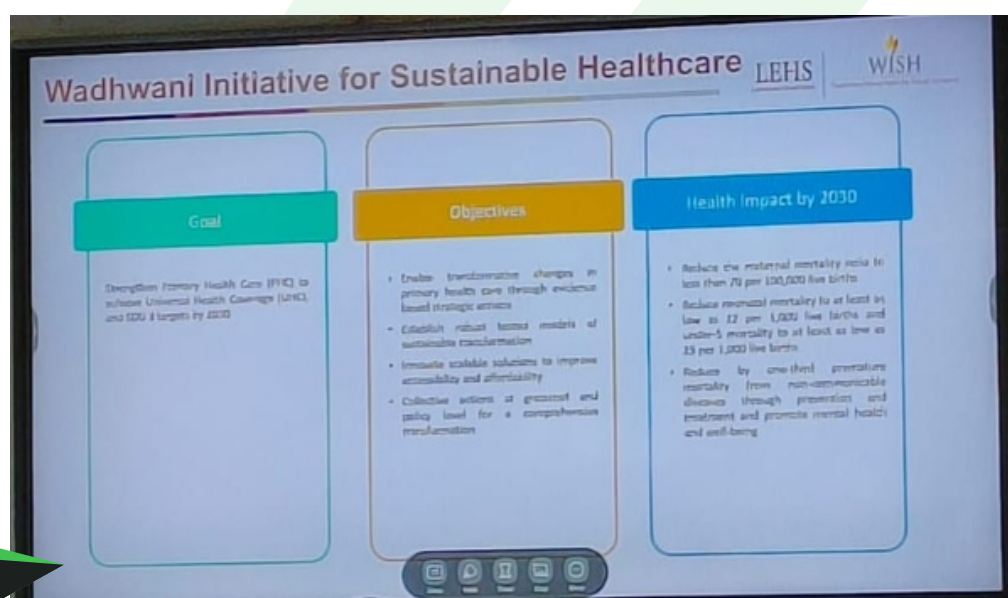 Wadhwani Initiative for Sustainable Healthcare
LEHS
WISH
Goal
Strengthen Primary Health Care (PHC) to
achieve Universal Health Coverage (UHC),
and SDG 3 targets by 2030
Objectives
• Enable transformative changes in
primary health care through evidence
based strategic actions
• Establish robust tested models of
sustainable transformation
• Innovate scalable solutions to improve
accessibility and affordability
• Collective actions at grassroot and
policy level for a comprehensive
transformation
Health Impact by 2030
• Reduce the maternal mortality ratio to
less than 70 per 100,000 live births
• Reduce neonatal mortality to at least as
low as 12 per 1,000 live births and
under-5 mortality to at least as low as
25 per 1,000 live births
• Reduce by one-third premature
mortality from non-communicable
diseases through prevention and
treatment and promote mental health
and well-being